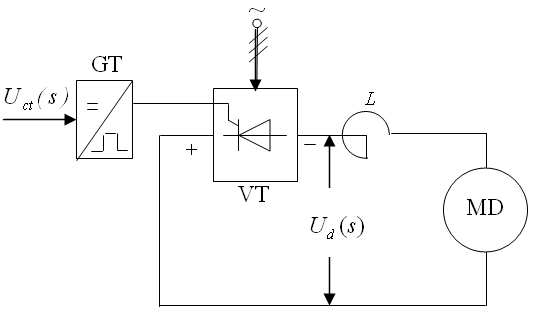 ~
GT
U_ct(s)
=
L
+
−
VT
U_d(s)
MD